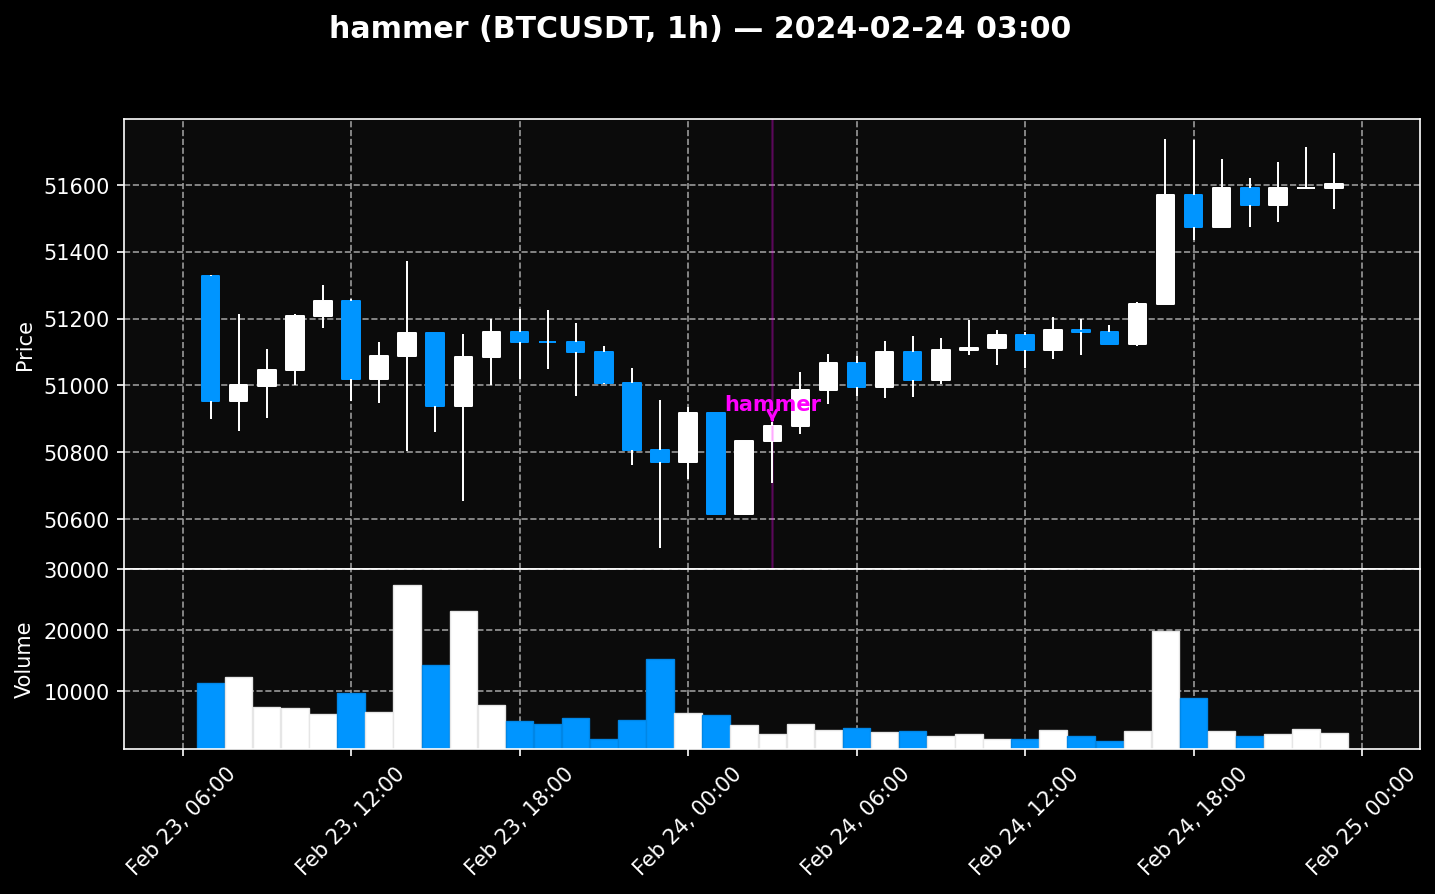 hammer (BTCUSDT, 1h) — 2024-02-24 03:00
Price
51600
51400
51200
51000
50800
50600
hammer
Volume
30000
20000
10000
Feb 23, 06:00
Feb 23, 12:00
Feb 23, 18:00
Feb 24, 00:00
Feb 24, 06:00
Feb 24, 12:00
Feb 24, 18:00
Feb 25, 00:00